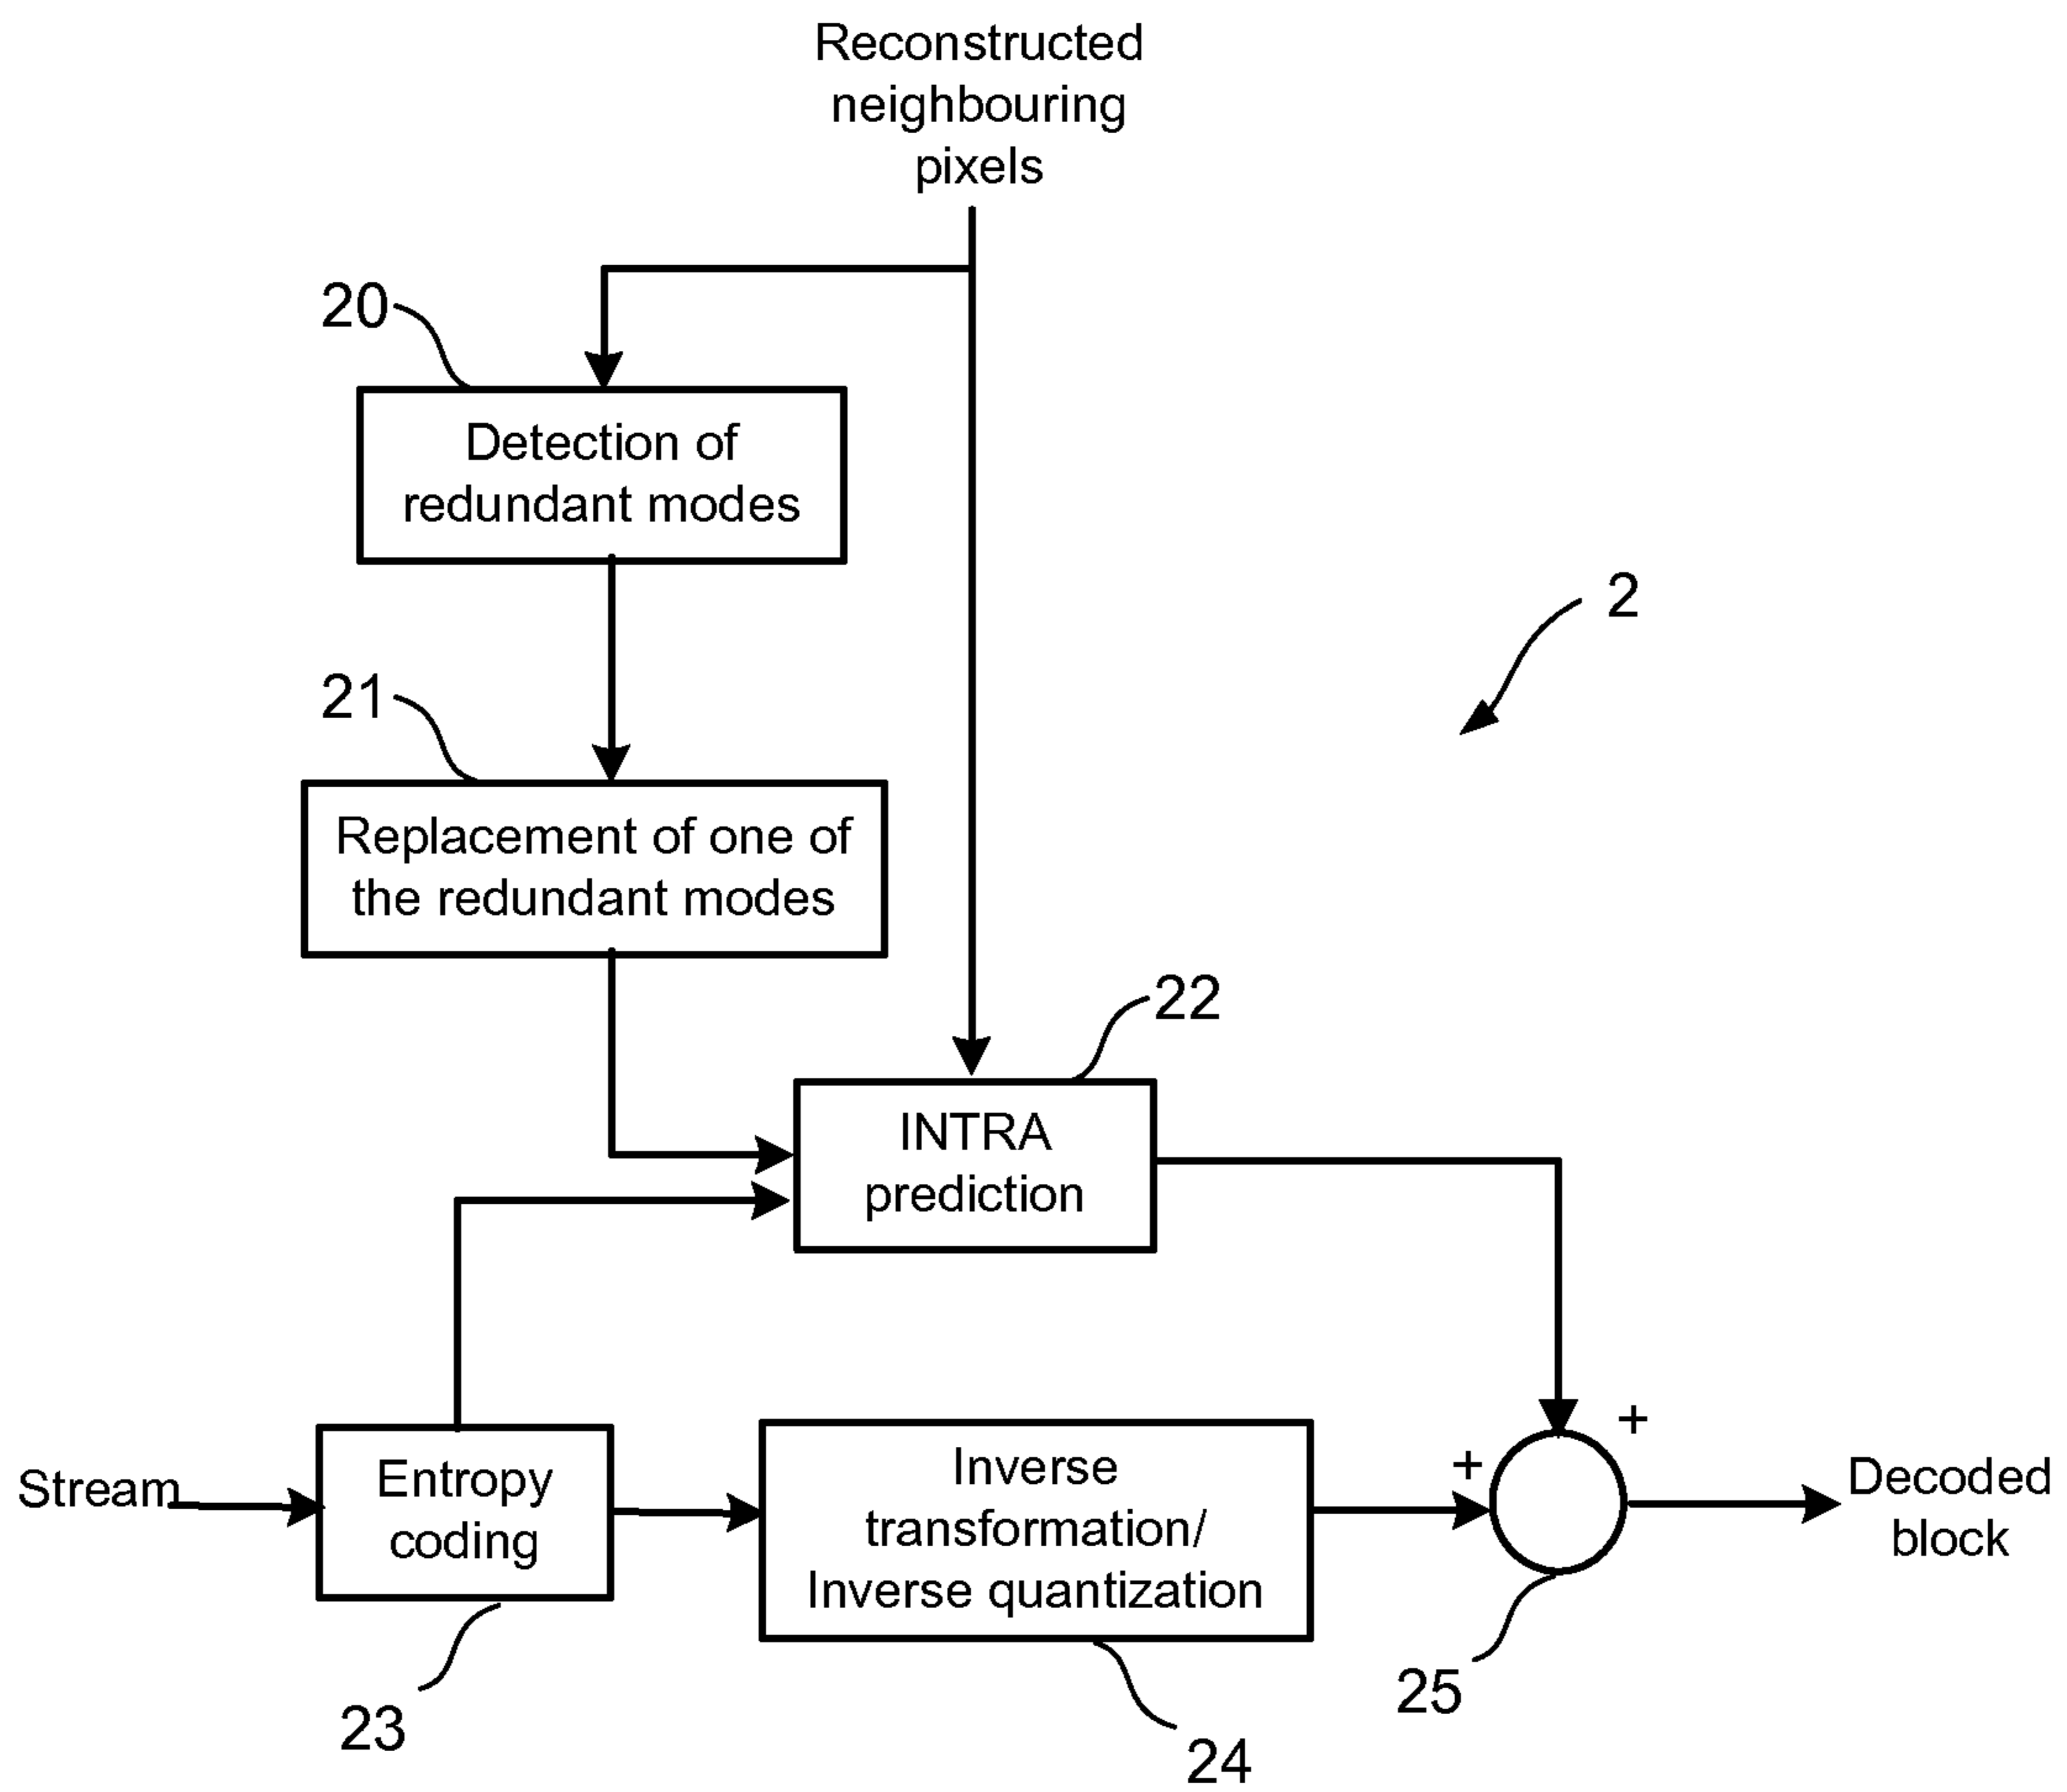 Reconstructed
neighbouring
pixels
20
Detection of
redundant modes
2
21
Replacement of one of
the redundant modes
22
INTRA
prediction
+
+
Stream
Entropy
coding
Inverse
transformation/
Inverse quantization
Decoded
block
23
24
25